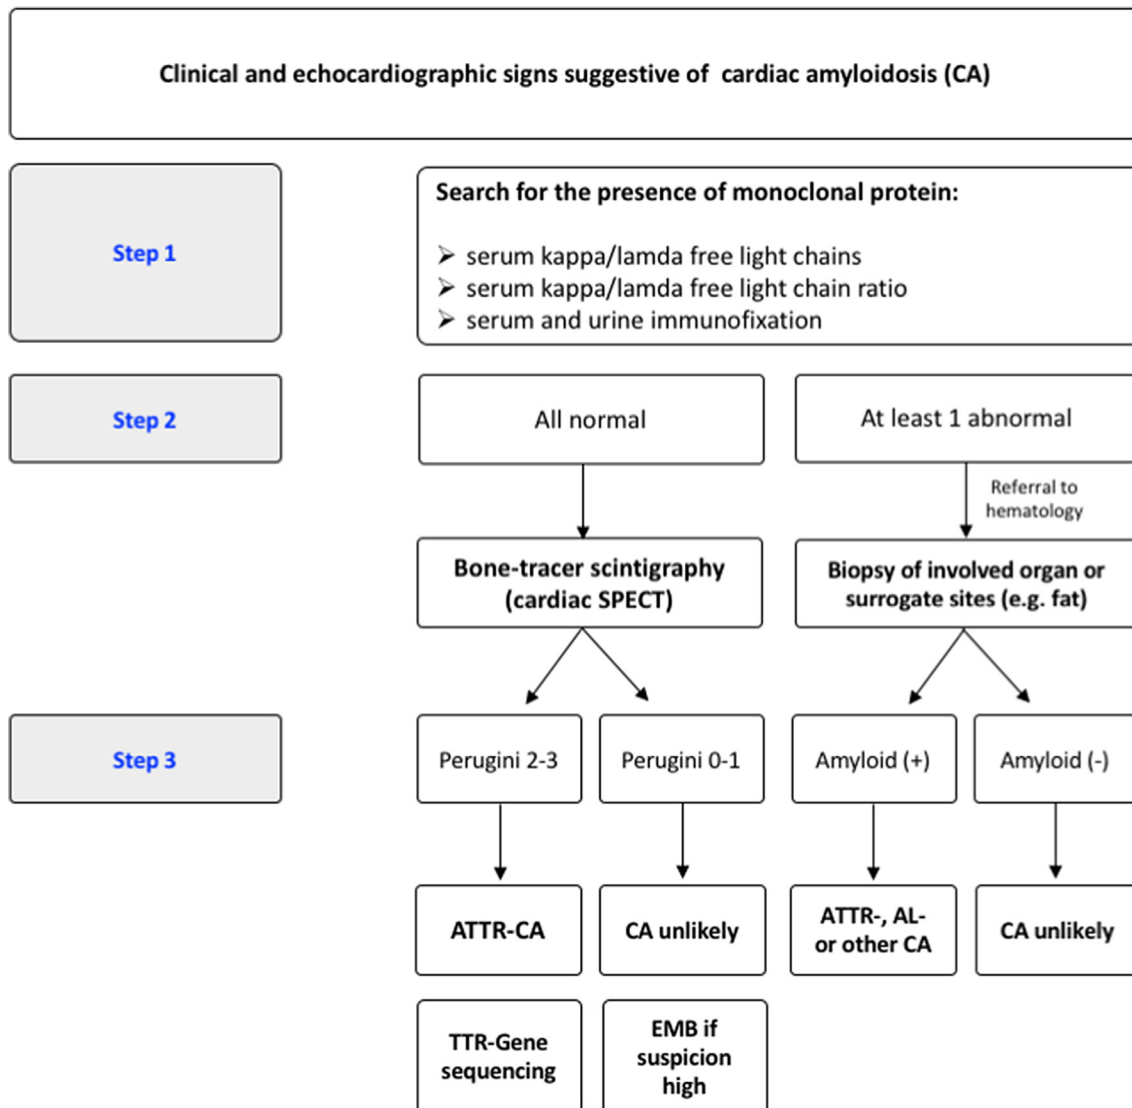 Clinical and echocardiographic signs suggestive of cardiac amyloidosis (CA)
Step 1
Search for the presence of monoclonal protein:
➢ serum kappa/lamda free light chains
➢ serum kappa/lamda free light chain ratio
➢ serum and urine immunofixation
Step 2
All normal
At least 1 abnormal
Referral to
hematology
Bone-tracer scintigraphy
(cardiac SPECT)
Biopsy of involved organ or
surrogate sites (e.g. fat)
Step 3
Perugini 2-3
Perugini 0-1
Amyloid (+)
Amyloid (-)
ATTR-CA
CA unlikely
ATTR-, AL-
or other CA
CA unlikely
TTR-Gene
sequencing
EMB if
suspicion
high